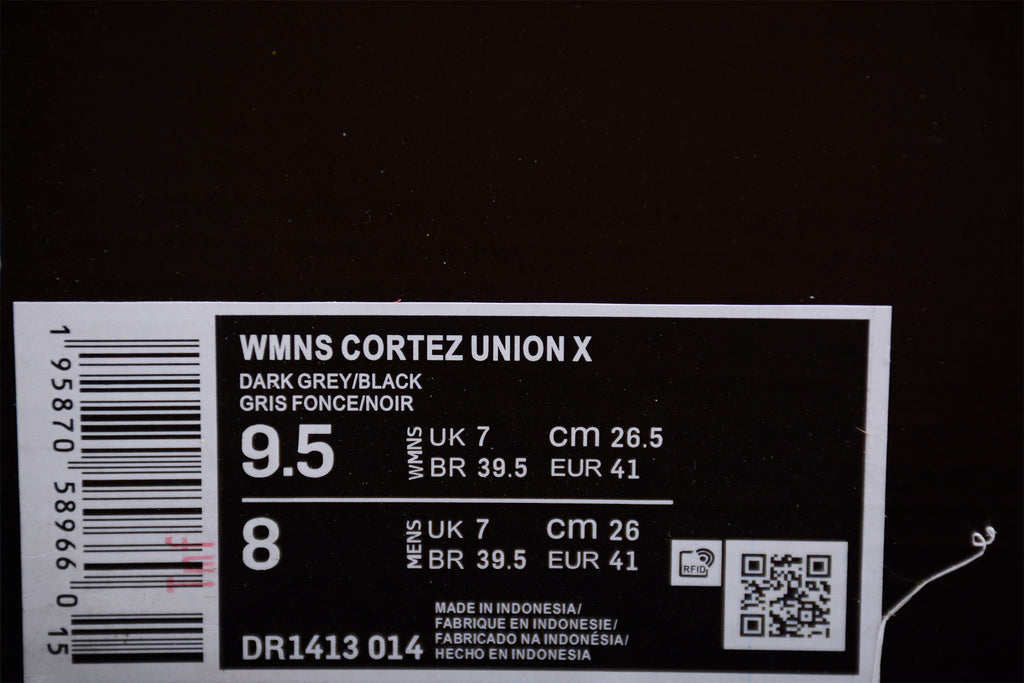 1 95870 58966 0 15
WMNS CORTEZ UNION X
DARK GREY/BLACK
GRIS FONCE/NOIR
9.5 WMNS UK 7 cm 26.5
BR 39.5 EUR 41
8 MENS UK 7 cm 26
BR 39.5 EUR 41
RFID
MADE IN INDONESIA/
FABRIQUE EN INDONESIE/
FABRICADO NA INDONÉSIA/
HECHO EN INDONESIA
DR1413 014